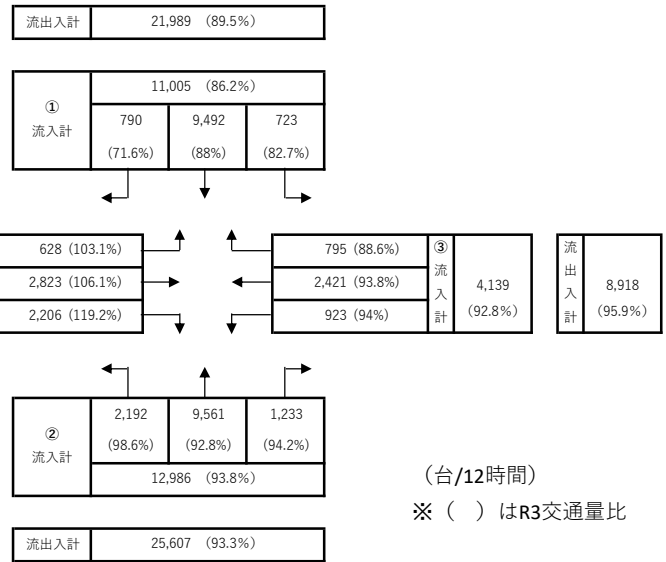 流出入計 21,989 (89.5%)
11,005 (86.2%)
①
流入計
790 9,492 723
(71.6%) (88%) (82.7%)
628 (103.1%)
2,823 (106.1%)
2,206 (119.2%)
795 (88.6%)
2,421 (93.8%)
923 (94%)
③
流入計
4,139
(92.8%)
流出入計
8,918
(95.9%)
②
流入計
2,192 9,561 1,233
(98.6%) (92.8%) (94.2%)
12,986 (93.8%)
(台/12時間)
※( )はR3交通量比
流出入計 25,607 (93.3%)